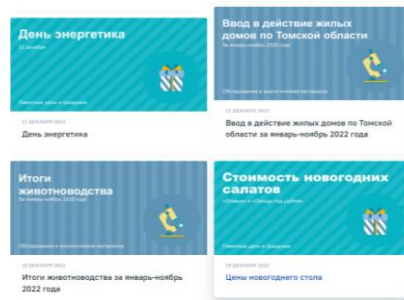 День энергетика
22 декабря
Памятные даты и праздники
21 ДЕКАБРЯ 2022
День энергетика
Ввод в действие жилых
домов по Томской области
За январь-ноябрь 2022 года
Обследования и аналитические материалы
21 ДЕКАБРЯ 2022
Ввод в действие жилых домов по Томской
области за январь-ноябрь 2022 года
Итоги
животноводства
За январь-ноябрь 2022 года
Обследования и аналитические материалы
20 ДЕКАБРЯ 2022
Итоги животноводства за январь-ноябрь
2022 года
Стоимость новогодних
салатов
«Оливье» и «Сельдь под шубой»
Памятные даты и праздники
19 ДЕКАБРЯ 2022
Цены новогоднего стола